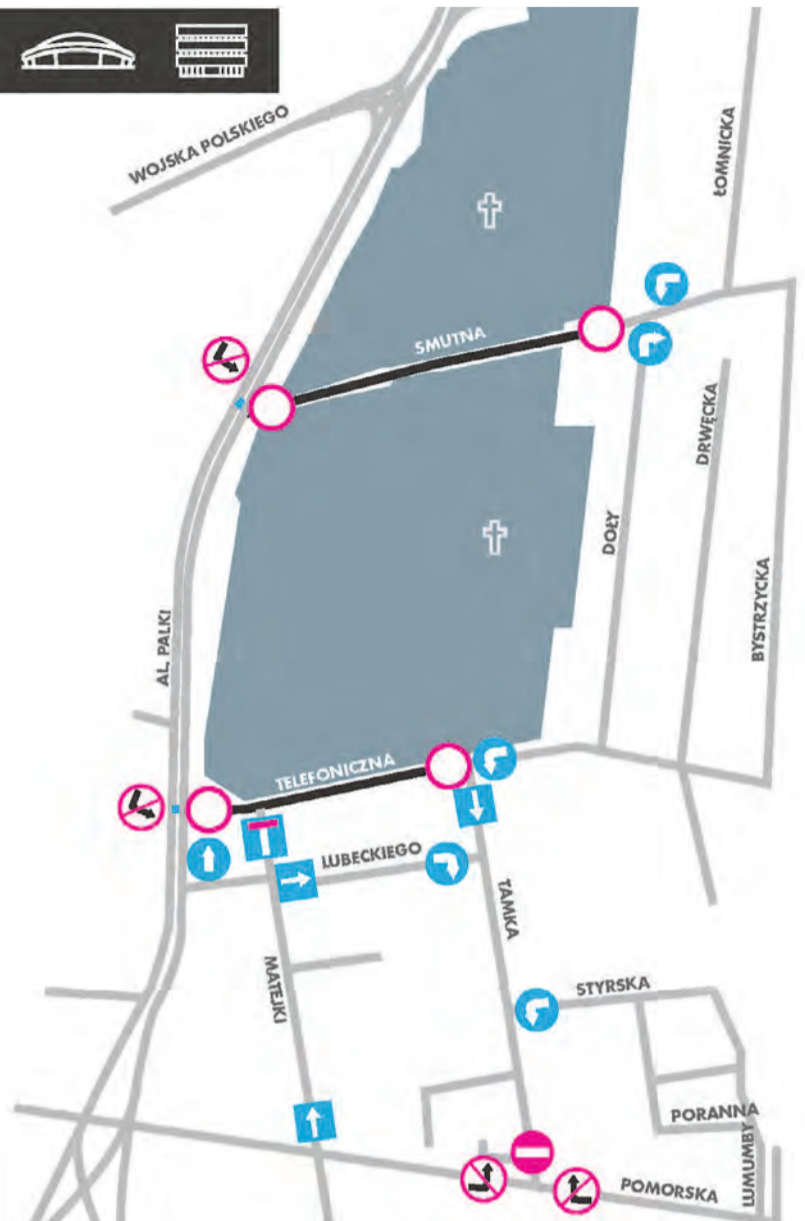 WOJSKA POLSKIEGO
ŁOMNICKA
SMUTNA
DRWĘCKA
DOŁY
BYSTRZYCKA
AL. PALKI
TELEFONICZNA
LUBECKIEGO
TAMKA
MATEJKI
STYRSKA
PORANNA
LUMUMBY
POMORSKA